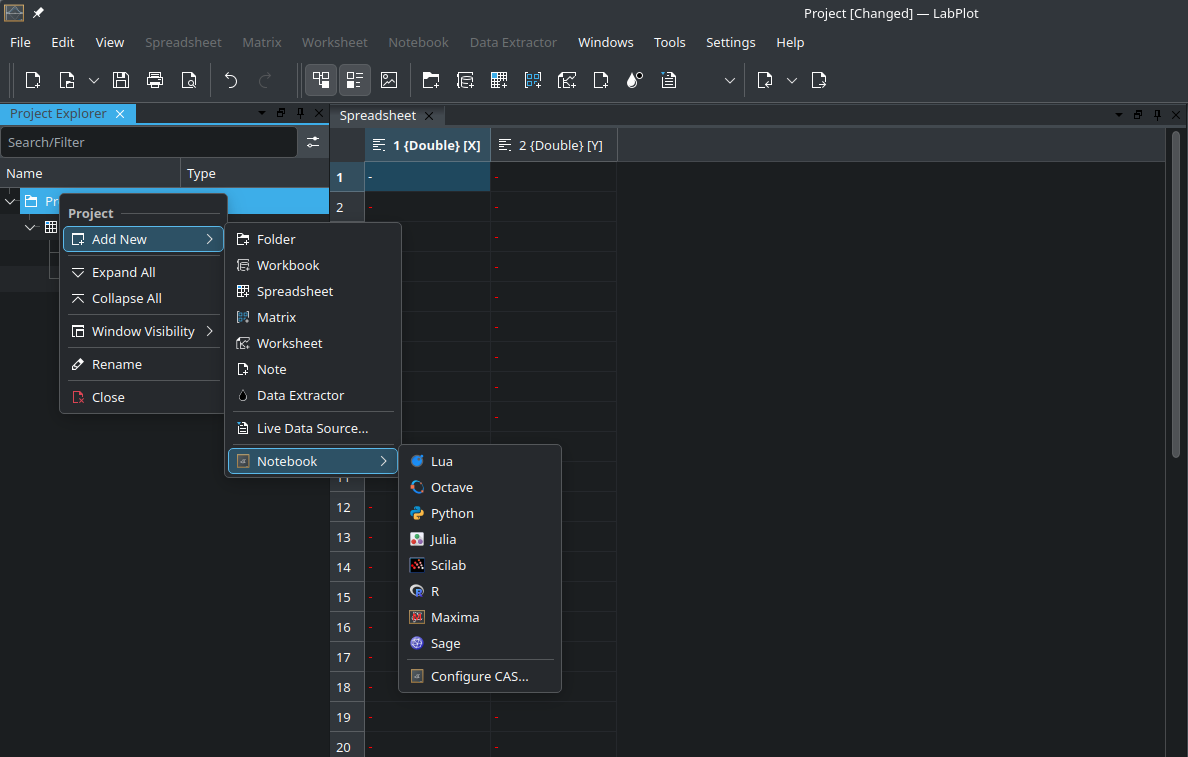 Project [Changed] — LabPlot
File Edit View Spreadsheet Matrix Worksheet Notebook Data Extractor Windows Tools Settings Help
Project Explorer
Spreadsheet
Search/Filter
1 {Double} [X] 2 {Double} [Y]
Name Type
Project
Add New
Expand All
Collapse All
Window Visibility
Rename
Close
Folder
Workbook
Spreadsheet
Matrix
Worksheet
Note
Data Extractor
Live Data Source...
Notebook
Lua
Octave
Python
Julia
Scilab
R
Maxima
Sage
Configure CAS...
1 - -
2 - -
-
-
-
-
-
-
-
12 -
13 -
14 -
15 -
16 -
17 -
18 -
19 - -
20 - -